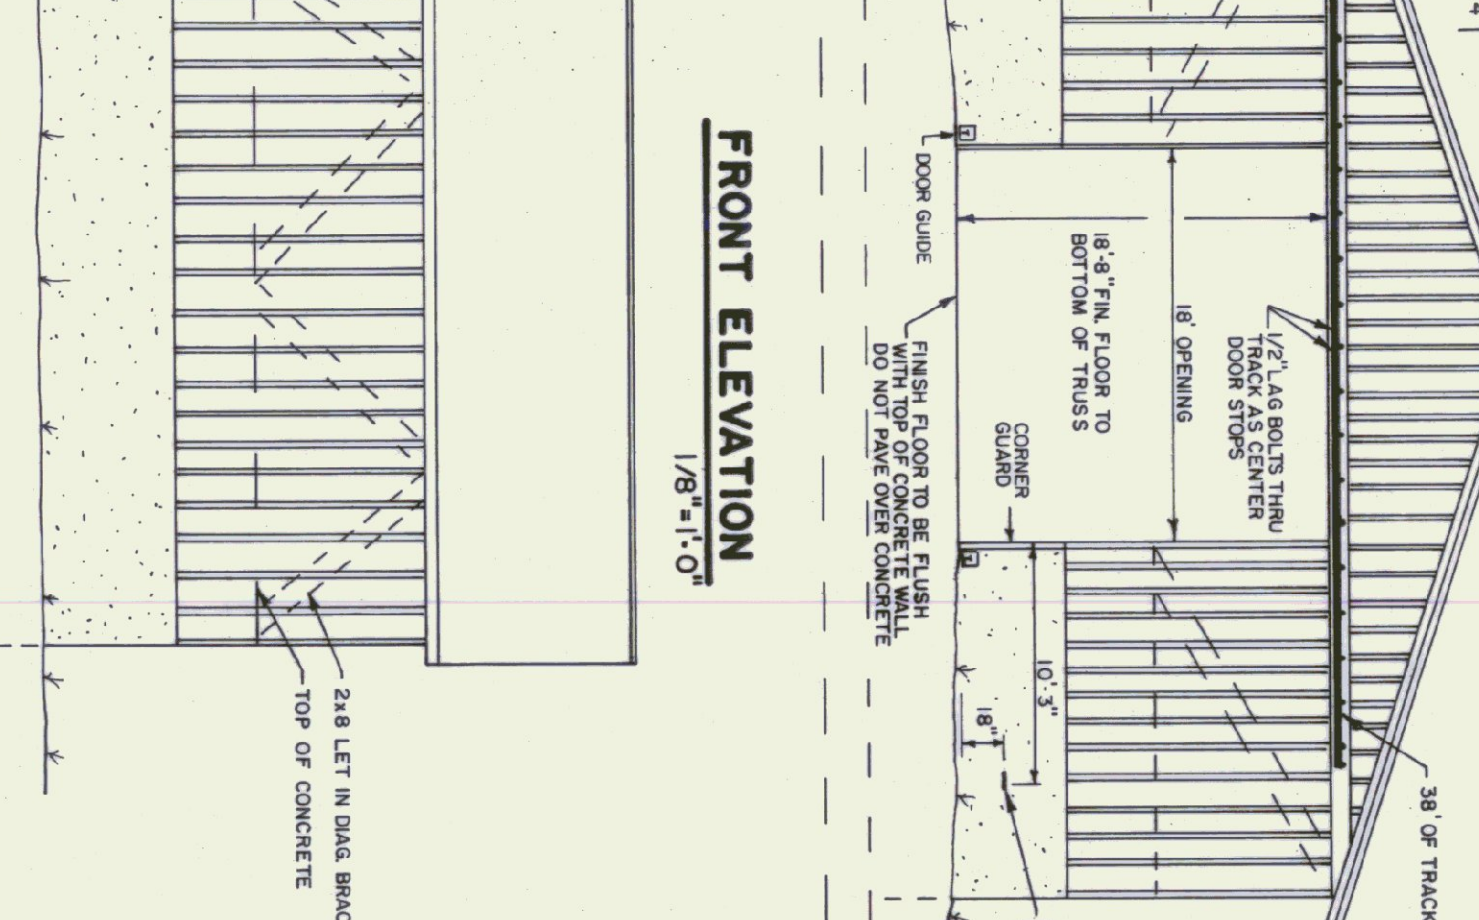 38' OF TRACK
1/2" LAG BOLTS THRU
TRACK AS CENTER
DOOR STOPS
18' OPENING
18'-8" FIN. FLOOR TO
BOTTOM OF TRUSS
CORNER
GUARD
10'-3"
18"
DOOR GUIDE
FINISH FLOOR TO BE FLUSH
WITH TOP OF CONCRETE WALL
DO NOT PAVE OVER CONCRETE
FRONT ELEVATION
1/8" = 1'-0"
2x8 LET IN DIAG. BRAC
TOP OF CONCRETE